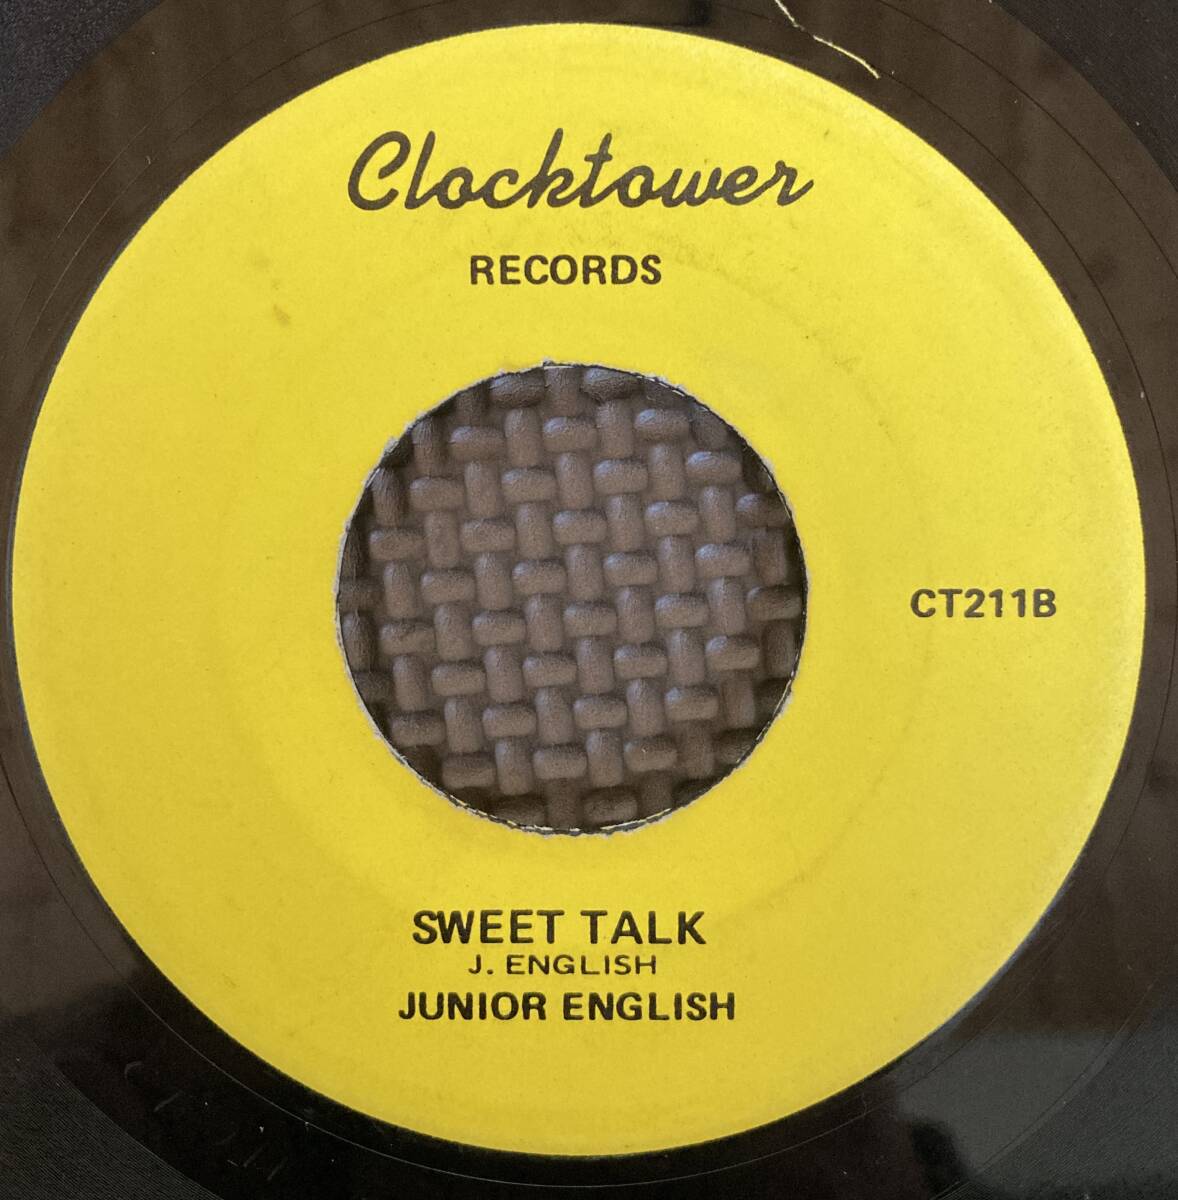 Clocktower
RECORDS
CT211B
SWEET TALK
J. ENGLISH
JUNIOR ENGLISH